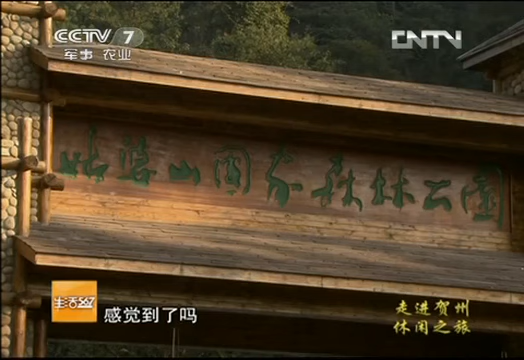 CCTV 7
军事 农业
CNTV
姑婆山国家森林公园
生活567
感觉到了吗
走进贺州
休闲之旅